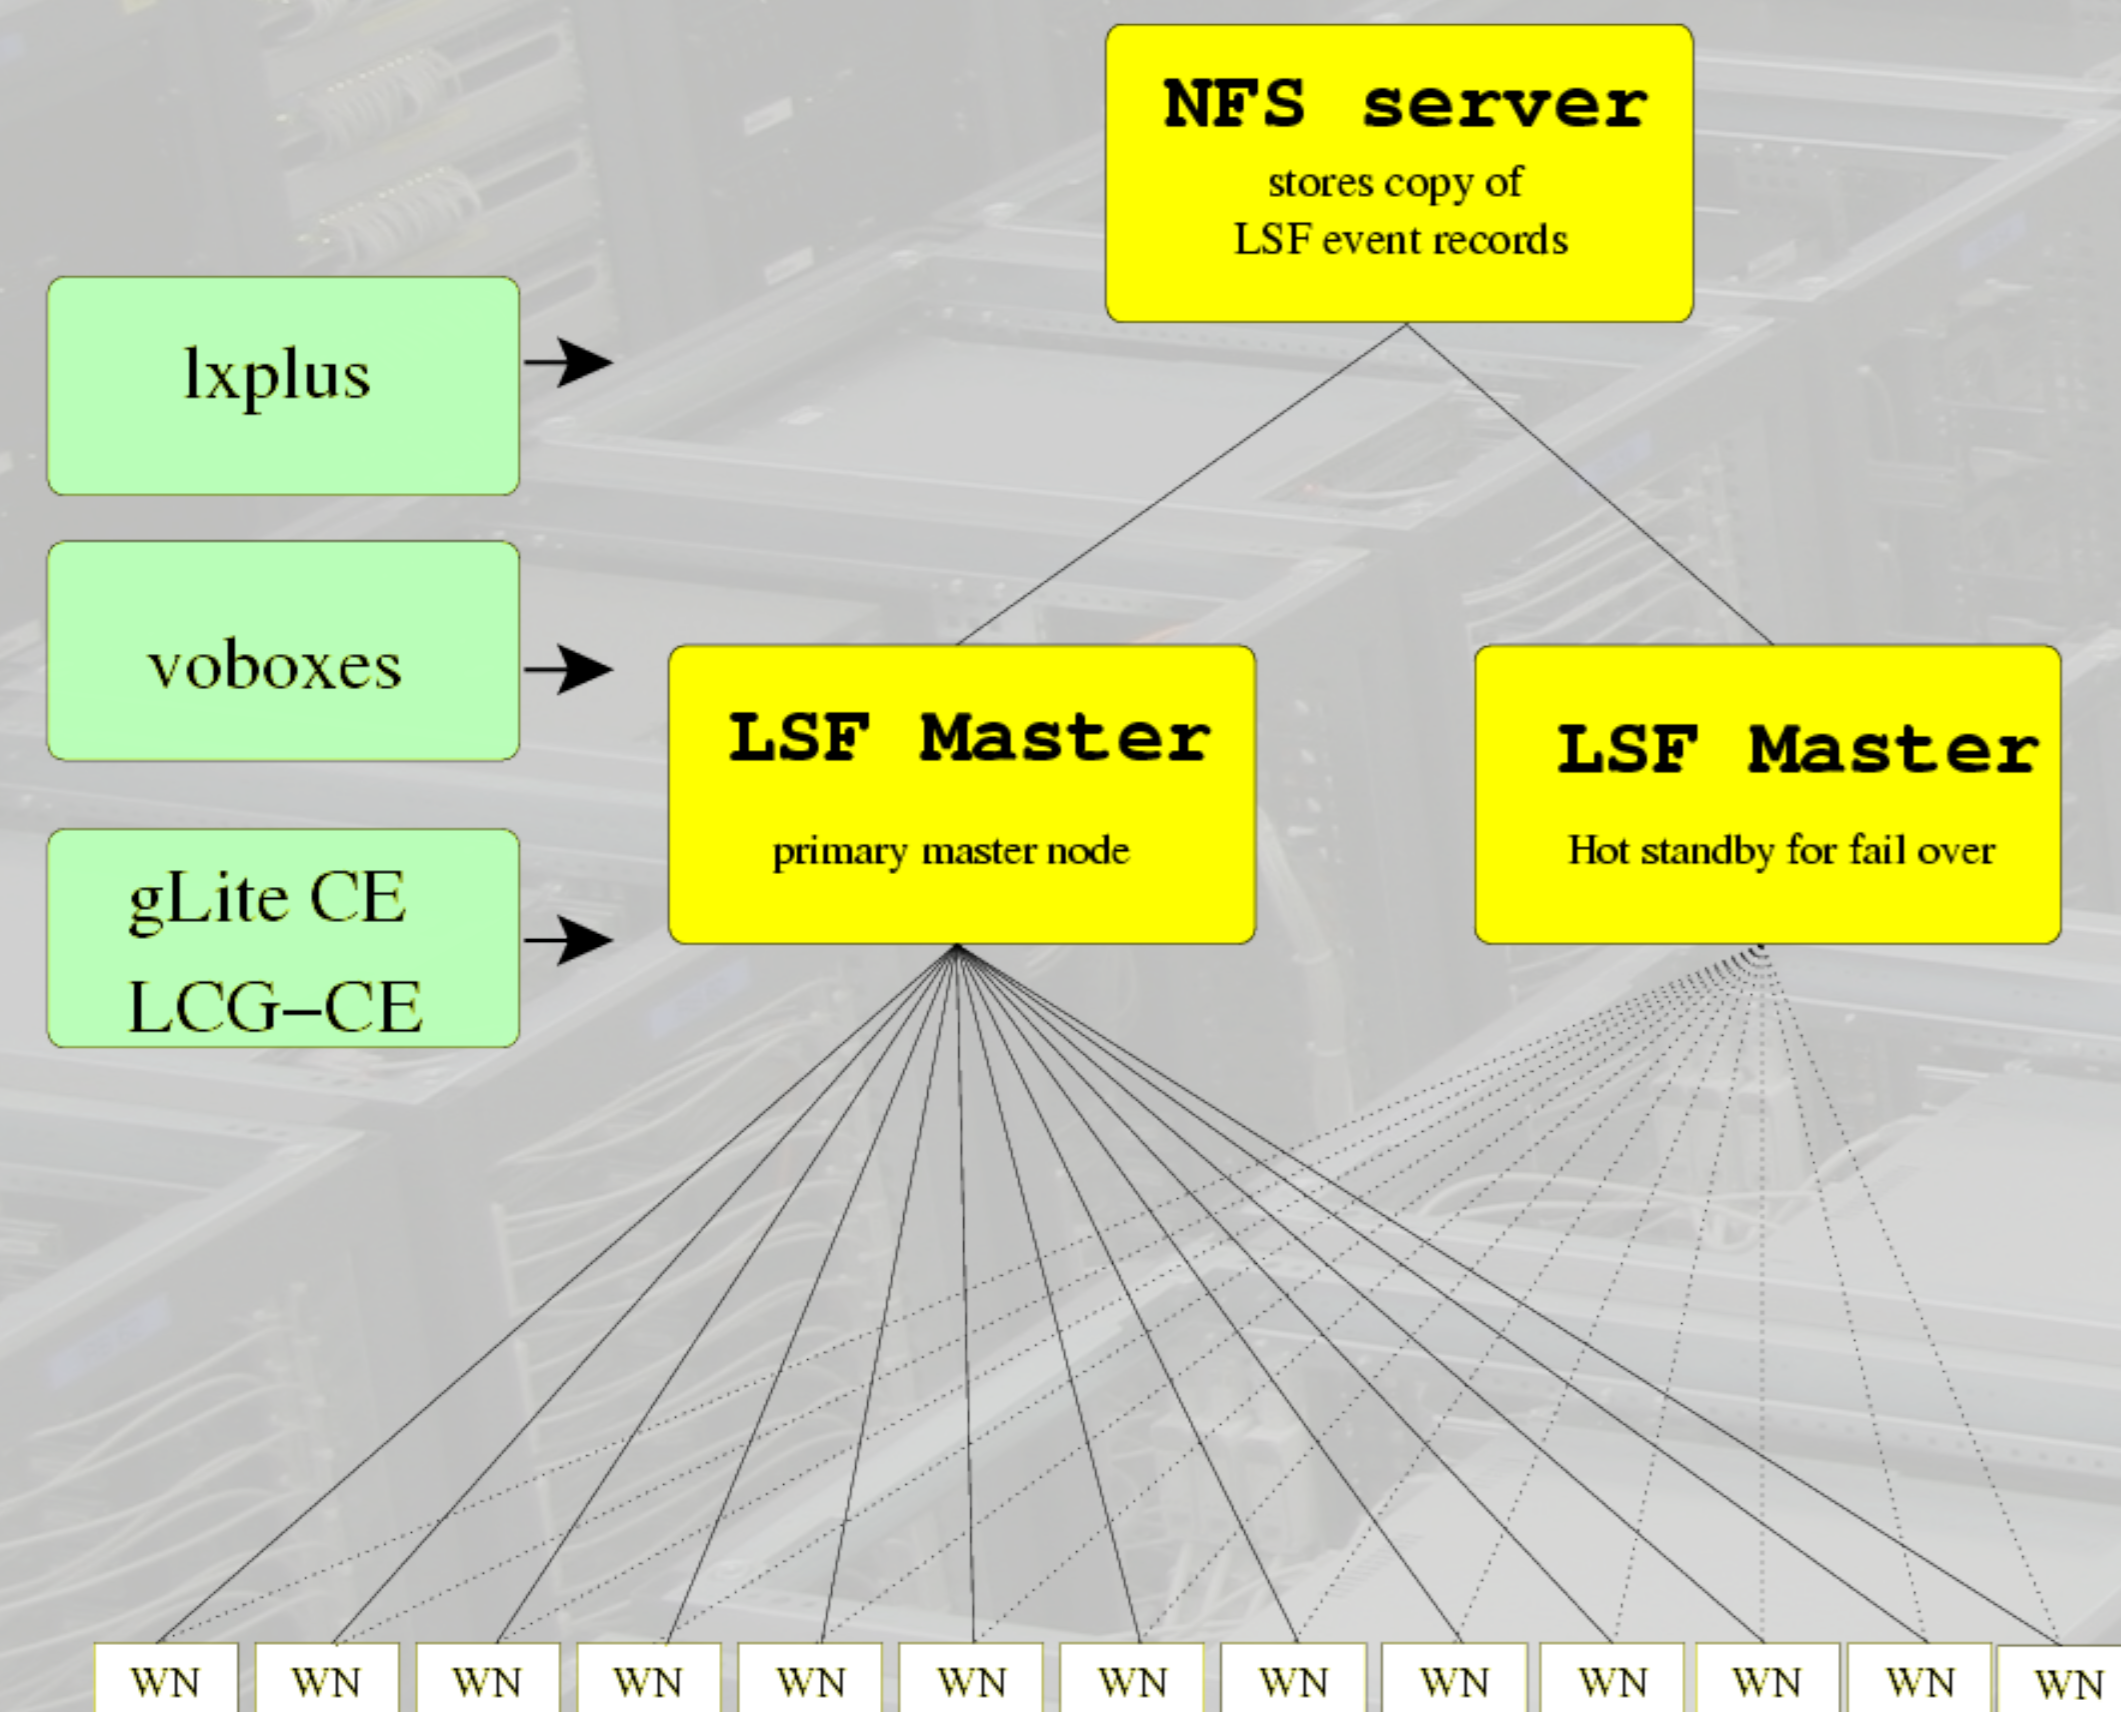 NFS server
stores copy of
LSF event records
lxplus
voboxes
gLite CE
LCG–CE
LSF Master
primary master node
LSF Master
Hot standby for fail over
WN WN WN WN WN WN WN WN WN WN WN WN WN